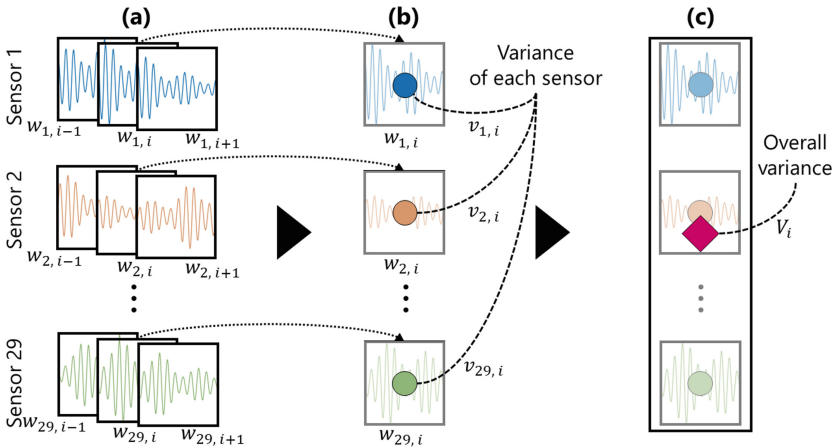 (a)
(b)
(c)
Sensor 1
w1, i−1
w1, i
w1, i+1
w1, i
Variance
of each sensor
v1, i
Sensor 2
w2, i−1
w2, i
w2, i+1
w2, i
v2, i
Overall
variance
Vi
Sensor 29
w29, i−1
w29, i
w29, i+1
w29, i
v29, i